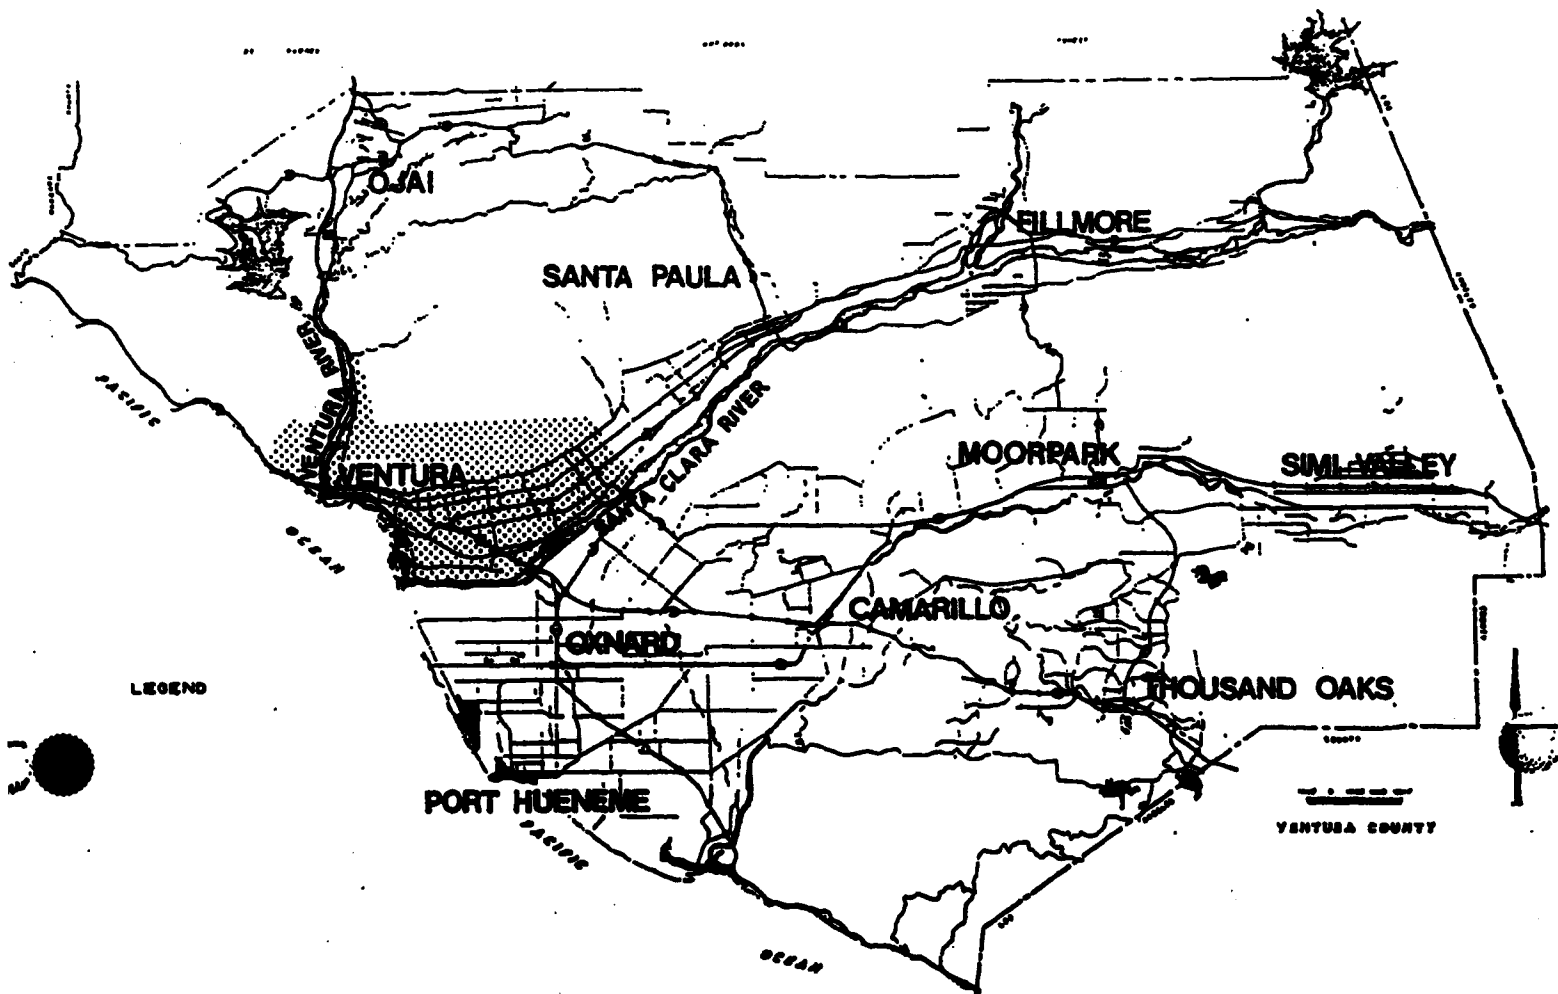 OJAI
FILLMORE
SANTA PAULA
VENTURA RIVER
PACIFIC
SANTA CLARA RIVER
MOORPARK
SIMI VALLEY
VENTURA
OCEAN
CAMARILLO
OXNARD
THOUSAND OAKS
LEGEND
PORT HUENEME
VENTURA COUNTY
PACIFIC
OCEAN